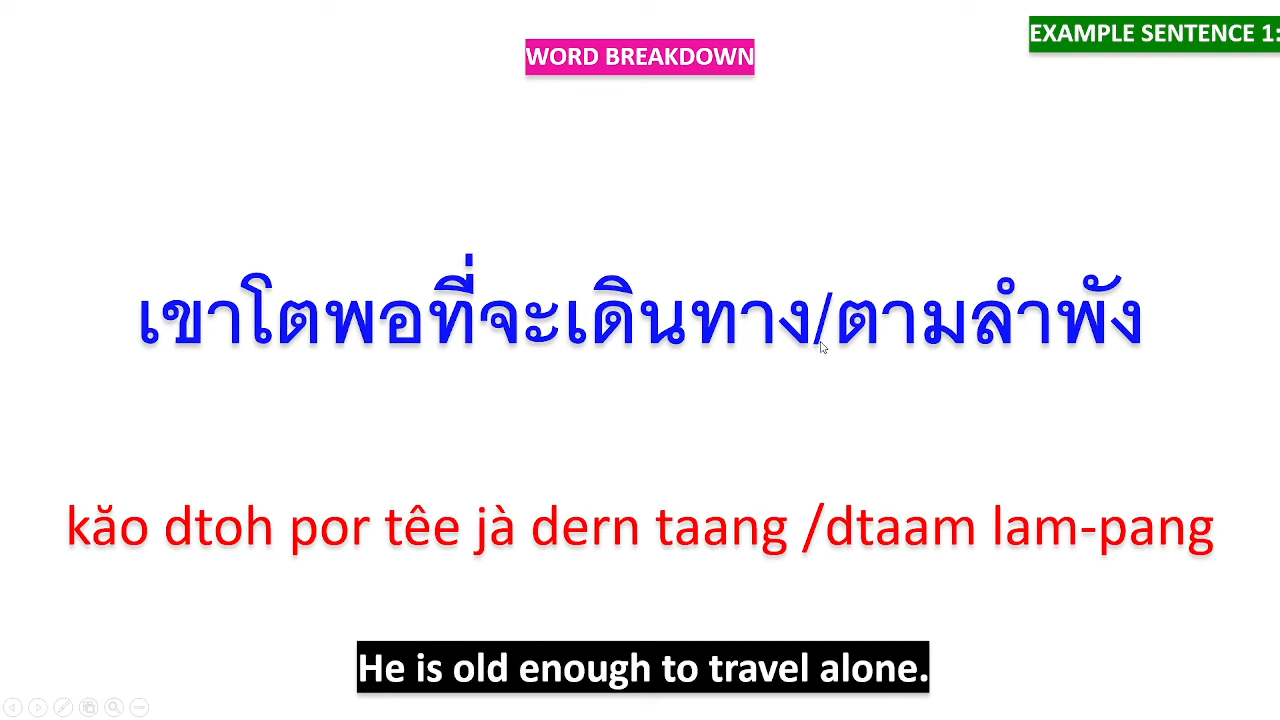 EXAMPLE SENTENCE 1:
WORD BREAKDOWN
เขาโตพอที่จะเดินทาง/ตามลำพัง
kăo dtoh por têe jà dern taang /dtaam lam-pang
He is old enough to travel alone.